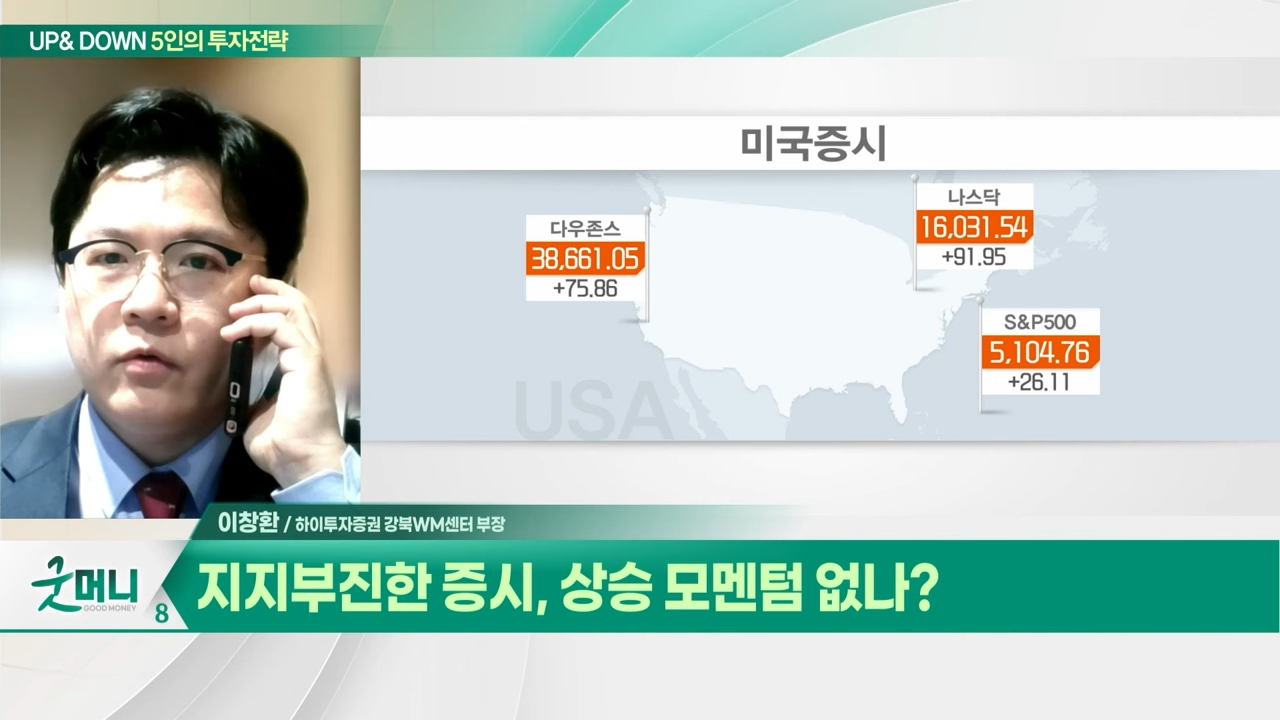 UP& DOWN 5인의 투자전략
미국증시
다우존스
38,661.05
+75.86
나스닥
16,031.54
+91.95
S&P500
5,104.76
+26.11
USA
이창환 / 하이투자증권 강북WM센터 부장
굿머니
GOOD MONEY
8
지지부진한 증시, 상승 모멘텀 없나?